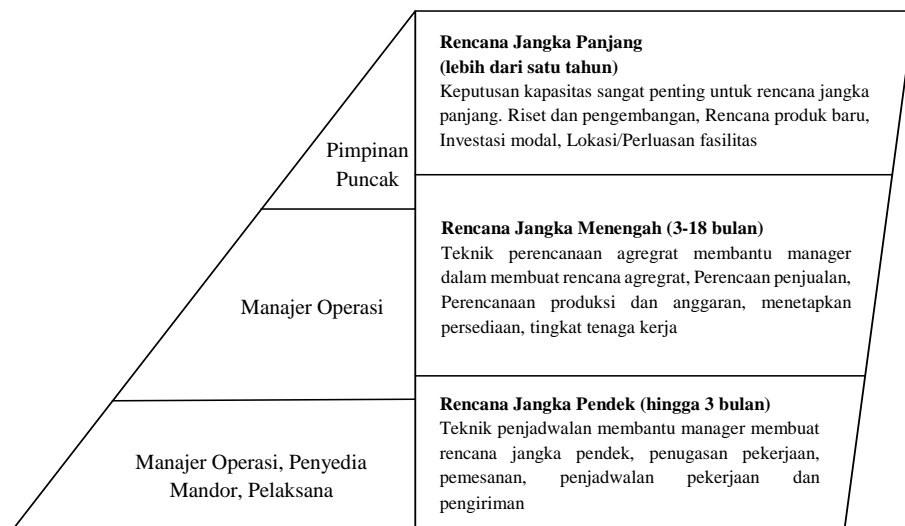 Rencana Jangka Panjang
(lebih dari satu tahun)
Keputusan kapasitas sangat penting untuk rencana jangka
panjang. Riset dan pengembangan, Rencana produk baru,
Investasi modal, Lokasi/Perluasan fasilitas
Pimpinan
Puncak
Rencana Jangka Menengah (3-18 bulan)
Teknik perencanaan agregrat membantu manager
dalam membuat rencana agregrat, Perencaan penjualan,
Perencanaan produksi dan anggaran, menetapkan
persediaan, tingkat tenaga kerja
Manajer Operasi
Rencana Jangka Pendek (hingga 3 bulan)
Teknik penjadwalan membantu manager membuat
rencana jangka pendek, penugasan pekerjaan,
pemesanan, penjadwalan pekerjaan dan
pengiriman
Manajer Operasi, Penyedia
Mandor, Pelaksana